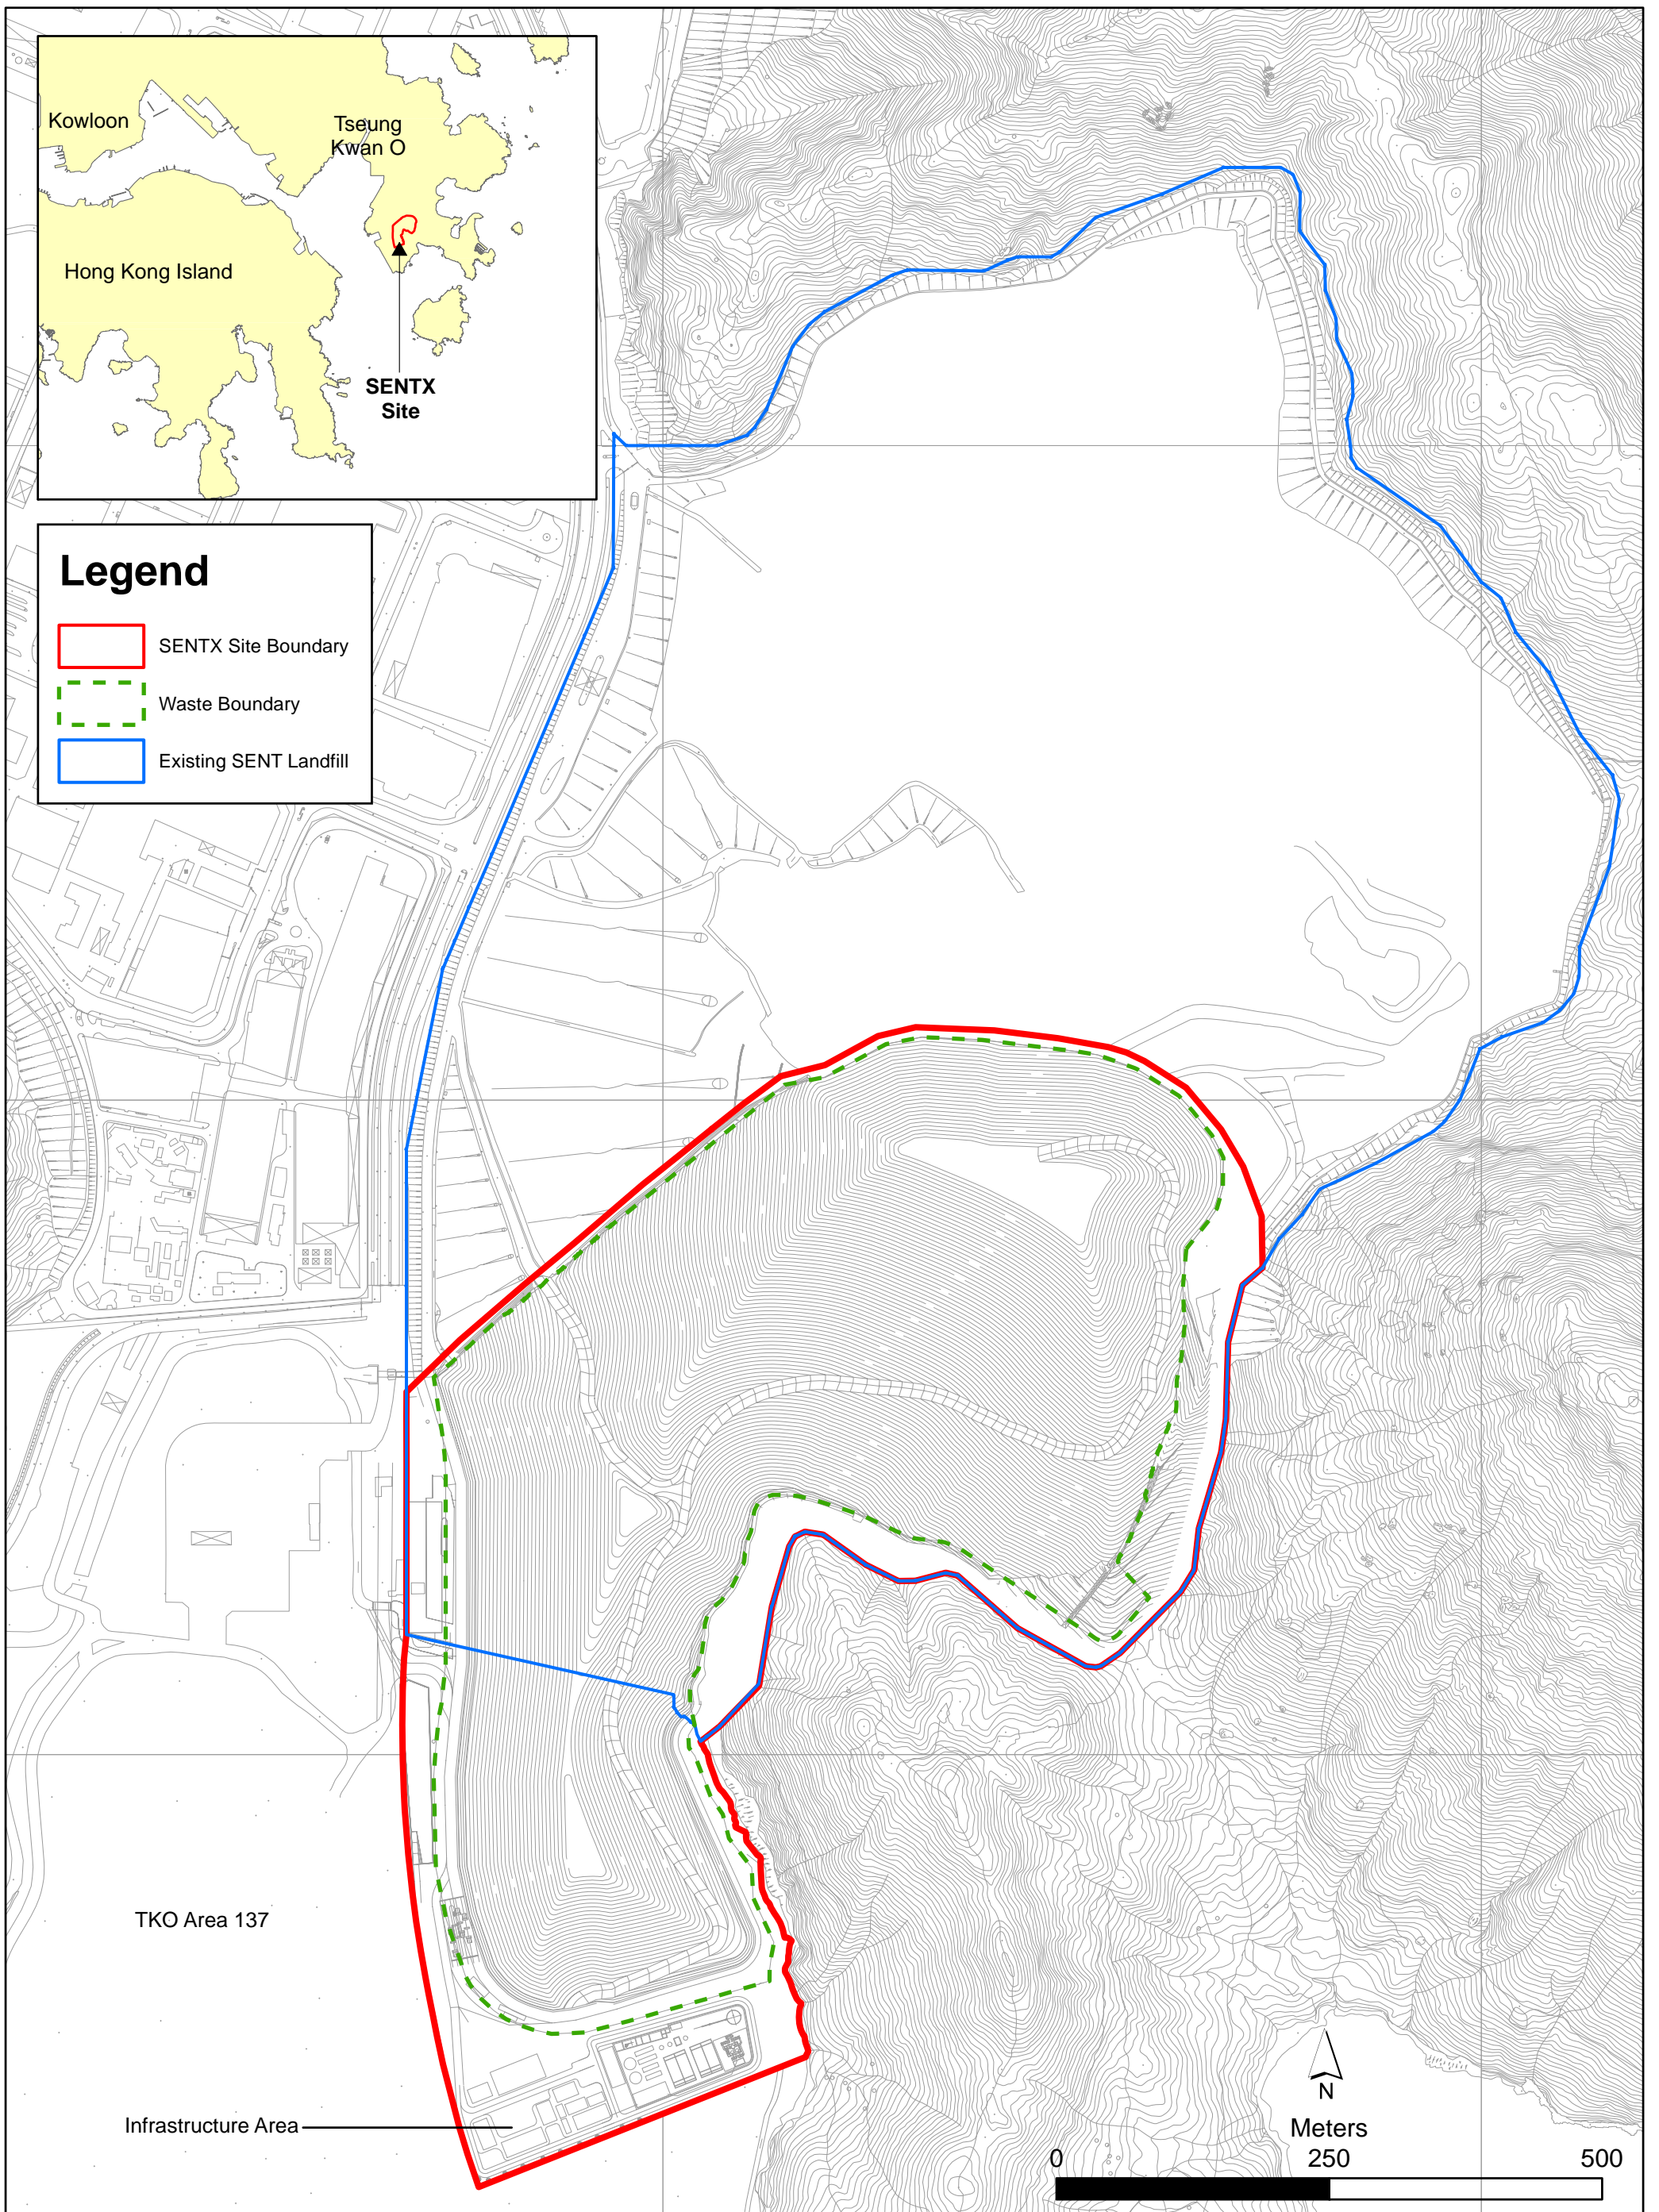 Kowloon
Tseung
Kwan O
Hong Kong Island
SENTX
Site
Legend
SENTX Site Boundary
Waste Boundary
Existing SENT Landfill
TKO Area 137
Infrastructure Area
N
Meters
0 250 500